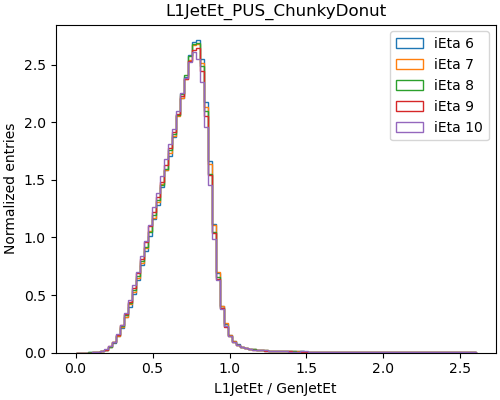 L1JetEt_PUS_ChunkyDonut
iEta 6
iEta 7
iEta 8
iEta 9
iEta 10
Normalized entries
2.5
2.0
1.5
1.0
0.5
0.0
0.0 0.5 1.0 1.5 2.0 2.5
L1JetEt / GenJetEt